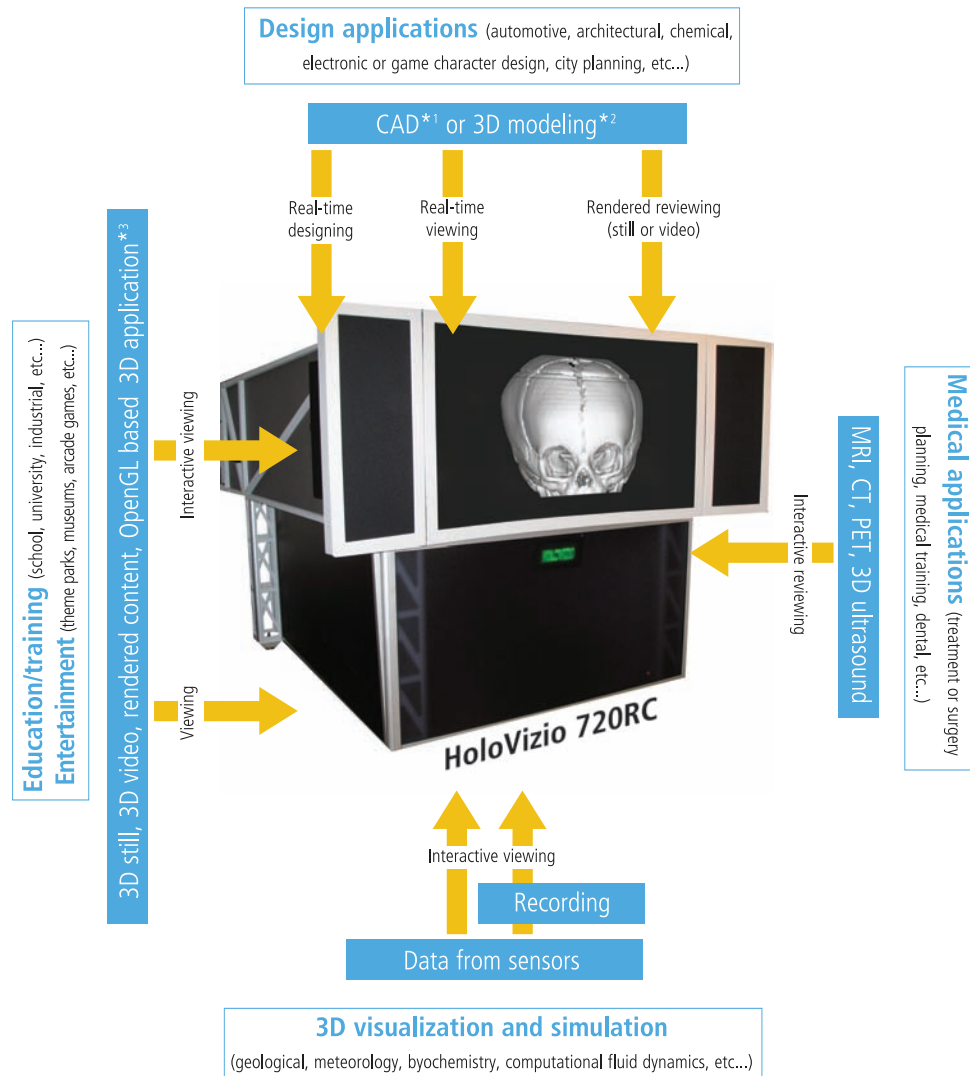 Design applications (automotive, architectural, chemical,
electronic or game character design, city planning, etc...)
CAD*1 or 3D modeling*2
Real-time
designing
Real-time
viewing
Rendered reviewing
(still or video)
Education/training (school, university, industrial, etc...)
Entertainment (theme parks, museums, arcade games, etc...)
3D still, 3D video, rendered content, OpenGL based 3D application*3
Interactive viewing
Viewing
Medical applications (treatment or surgery
planning, medical training, dental, etc...)
MRI, CT, PET, 3D ultrasound
Interactive reviewing
HoloVizio 720RC
Interactive viewing
Recording
Data from sensors
3D visualization and simulation
(geological, meteorology, byochemistry, computational fluid dynamics, etc...)